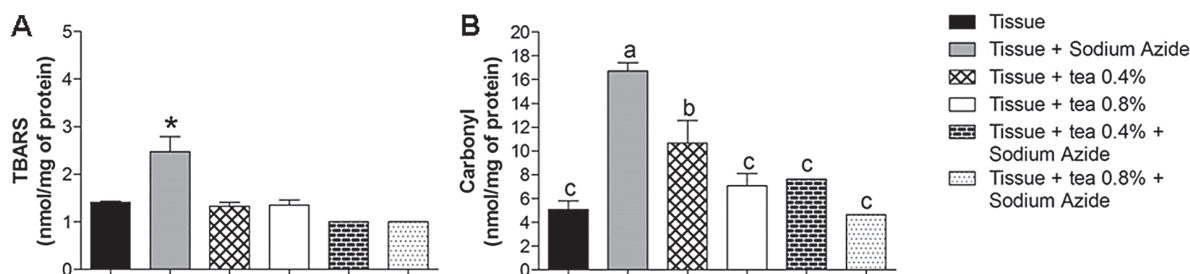 A
TBARS
(nmol/mg of protein)
5
4
3
2
1
0
*
B
Carbonyl
(nmol/mg of protein)
20
18
16
14
12
10
8
6
4
2
0
c
a
b
c
c
c
Tissue
Tissue + Sodium Azide
Tissue + tea 0.4%
Tissue + tea 0.8%
Tissue + tea 0.4% +
Sodium Azide
Tissue + tea 0.8% +
Sodium Azide